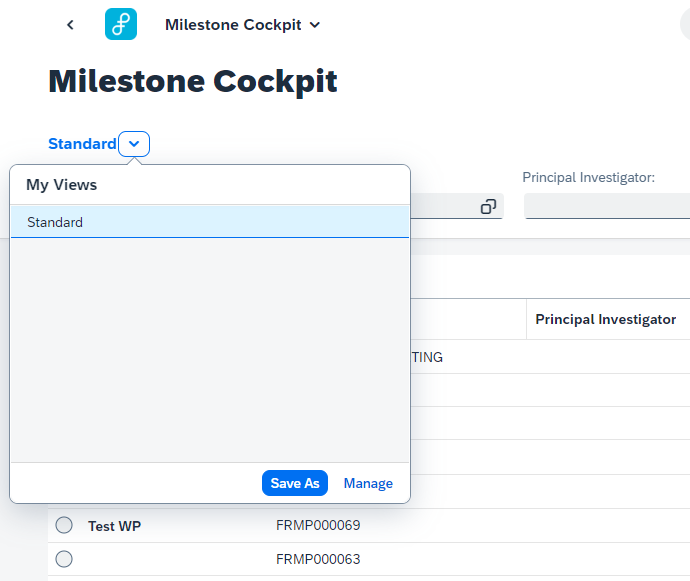 Milestone Cockpit
Milestone Cockpit
Standard
My Views
Standard
Principal Investigator:
Principal Investigator
TING
Save As
Manage
Test WP FRMP000069
FRMP000063